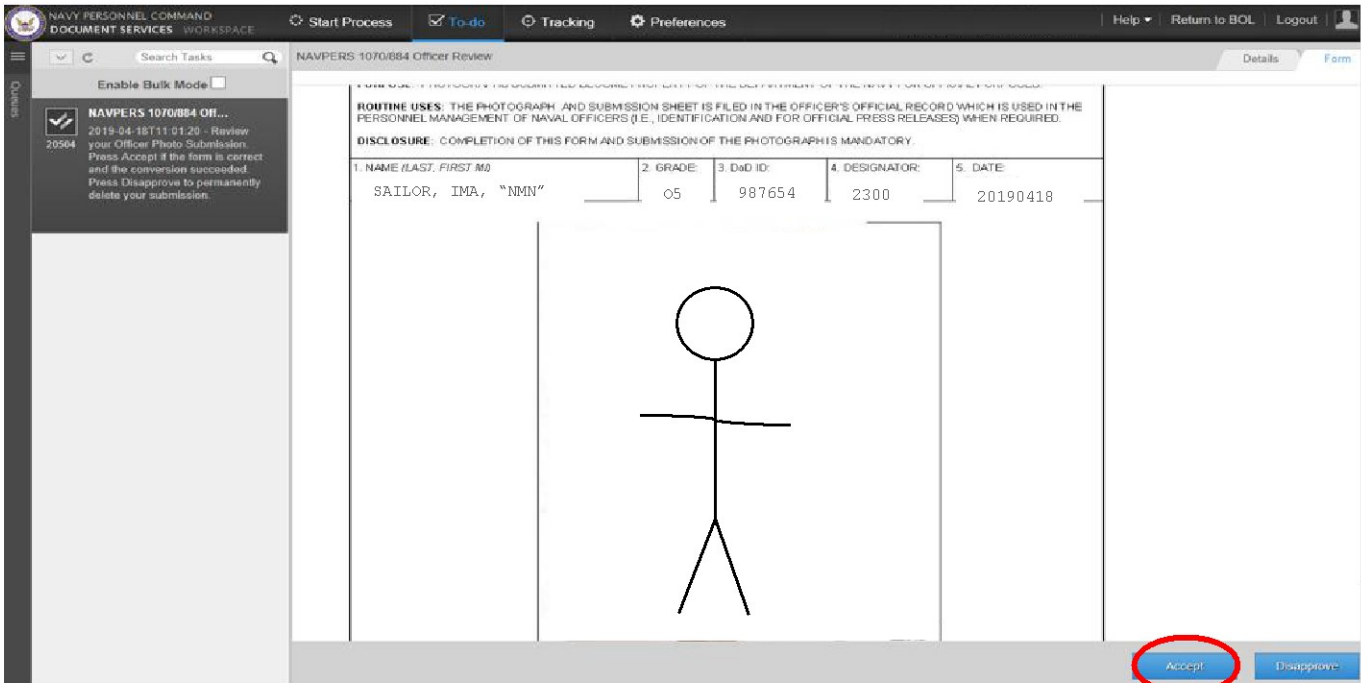 NAVY PERSONNEL COMMAND
DOCUMENT SERVICES WORKSPACE
Start Process
To-do
Tracking
Preferences
Help
Return to BOL
Logout
Search Tasks
NAVPERS 1070/884 Officer Review
Details
Form
Queues
Enable Bulk Mode
NAVPERS 1070/884 Off...
2019-04-18T11:01:20 - Review
20504
your Officer Photo Submission.
Press Accept if the form is correct
and the conversion succeeded.
Press Disapprove to permanently
delete your submission.
ROUTINE USES: THE PHOTOGRAPH AND SUBMISSION SHEET IS FILED IN THE OFFICER'S OFFICIAL RECORD WHICH IS USED IN THE
PERSONNEL MANAGEMENT OF NAVAL OFFICERS (I.E., IDENTIFICATION AND FOR OFFICIAL PRESS RELEASES) WHEN REQUIRED.
DISCLOSURE: COMPLETION OF THIS FORM AND SUBMISSION OF THE PHOTOGRAPH IS MANDATORY.
1. NAME (LAST, FIRST MI)
2. GRADE:
3. DoD ID:
4. DESIGNATOR:
5. DATE:
SAILOR, IMA, “NMN”
O5
987654
2300
20190418
Accept
Disapprove